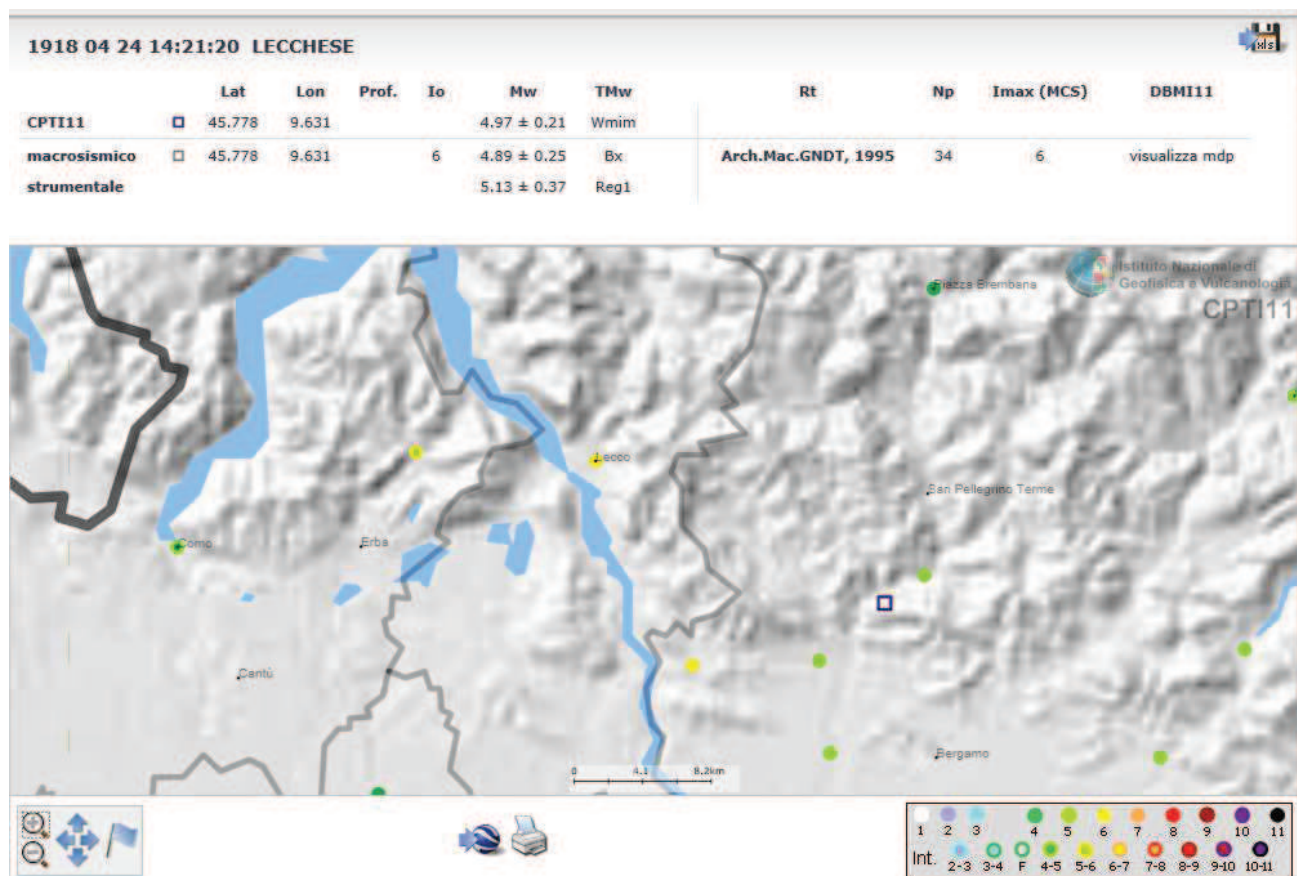 1918 04 24 14:21:20 LECCHESE
xls
Lat Lon Prof. Io Mw TMw Rt Np Imax (MCS) DBMI11
CPTI11 45.778 9.631 4.97 ± 0.21 Wmim
macrosismico 45.778 9.631 6 4.89 ± 0.25 Bx Arch.Mac.GNDT, 1995 34 6 visualizza mdp
strumentale 5.13 ± 0.37 Reg1
Istituto Nazionale di
Geofisica e Vulcanologia
CPTI11
Piazza Brembana
Lecco
San Pellegrino Terme
Como
Erba
Cantù
Bergamo
0 4.1 8.2km
1 2 3 4 5 6 7 8 9 10 11
Int. 2-3 3-4 F 4-5 5-6 6-7 7-8 8-9 9-10 10-11